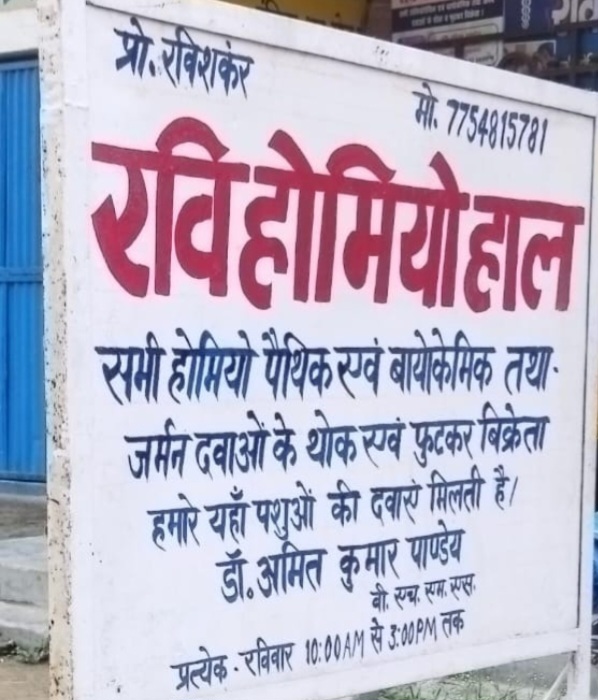 प्रो. रविशकंर
मो. 7754815781
रवि होमियो हाल
सभी होमियो पैथिक एवं बायोकेमिक तथा-
जर्मन दवाओं के थोक एवं फुटकर बिक्रेता
हमारे यहाँ पशुओं की दवाएं मिलती है।
डॉ. अमित कुमार पाण्डेय
बी. एच. एम. एस.
प्रत्येक - रविवार 10:00AM से 3:00PM तक